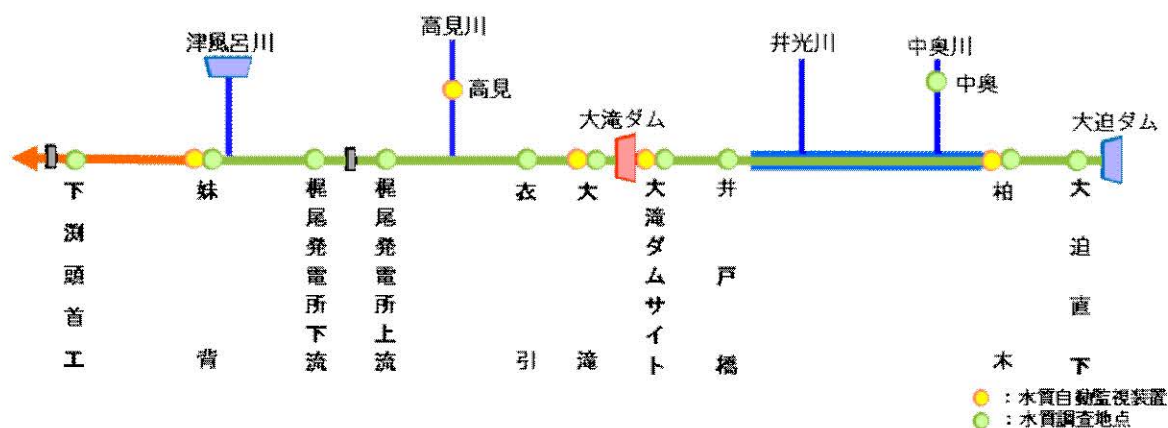 津風呂川
高見川
高見
大滝ダム
井光川
中奥川
中奥
大迫ダム
下渕頭首工
妹背
梶尾発電所下流
梶尾発電所上流
衣引
大滝
大滝ダムサイト
井戸橋
柏木
大迫直下
：水質自動監視装置
：水質調査地点